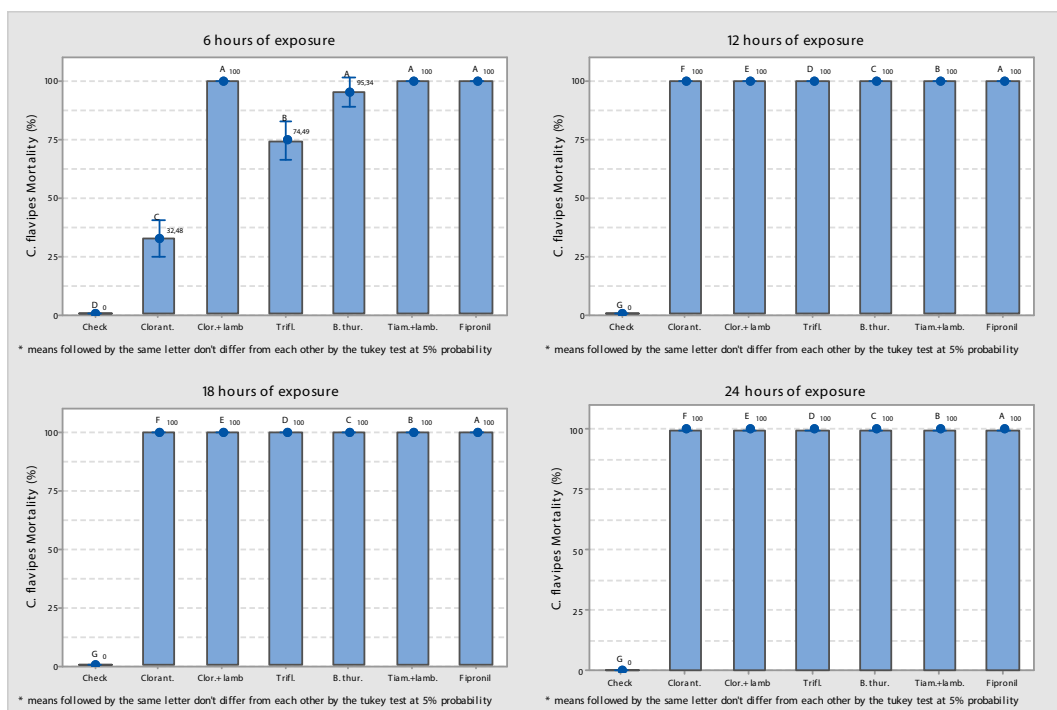 6 hours of exposure
A 100
A 100
A 100
A 95,34
B 74,49
C 32,48
D 0
100
75
50
25
0
C. flavipes Mortality (%)
Check Clorant. Clor.+ lamb Trifl. B. thur. Tiam.+lamb. Fipronil
* means followed by the same letter don't differ from each other by the tukey test at 5% probability
12 hours of exposure
F 100 E 100 D 100 C 100 B 100 A 100
G 0
100
75
50
25
0
C. flavipes Mortality (%)
Check Clorant. Clor.+ lamb Trifl. B. thur. Tiam.+lamb. Fipronil
* means followed by the same letter don't differ from each other by the tukey test at 5% probability
18 hours of exposure
F 100 E 100 D 100 C 100 B 100 A 100
G 0
100
75
50
25
0
C. flavipes Mortality (%)
Check Clorant. Clor.+ lamb Trifl. B. thur. Tiam.+lamb. Fipronil
* means followed by the same letter don't differ from each other by the tukey test at 5% probability
24 hours of exposure
F 100 E 100 D 100 C 100 B 100 A 100
G 0
100
75
50
25
0
C. flavipes Mortality (%)
Check Clorant. Clor.+ lamb Trifl. B. thur. Tiam.+lamb. Fipronil
* means followed by the same letter don't differ from each other by the tukey test at 5% probability